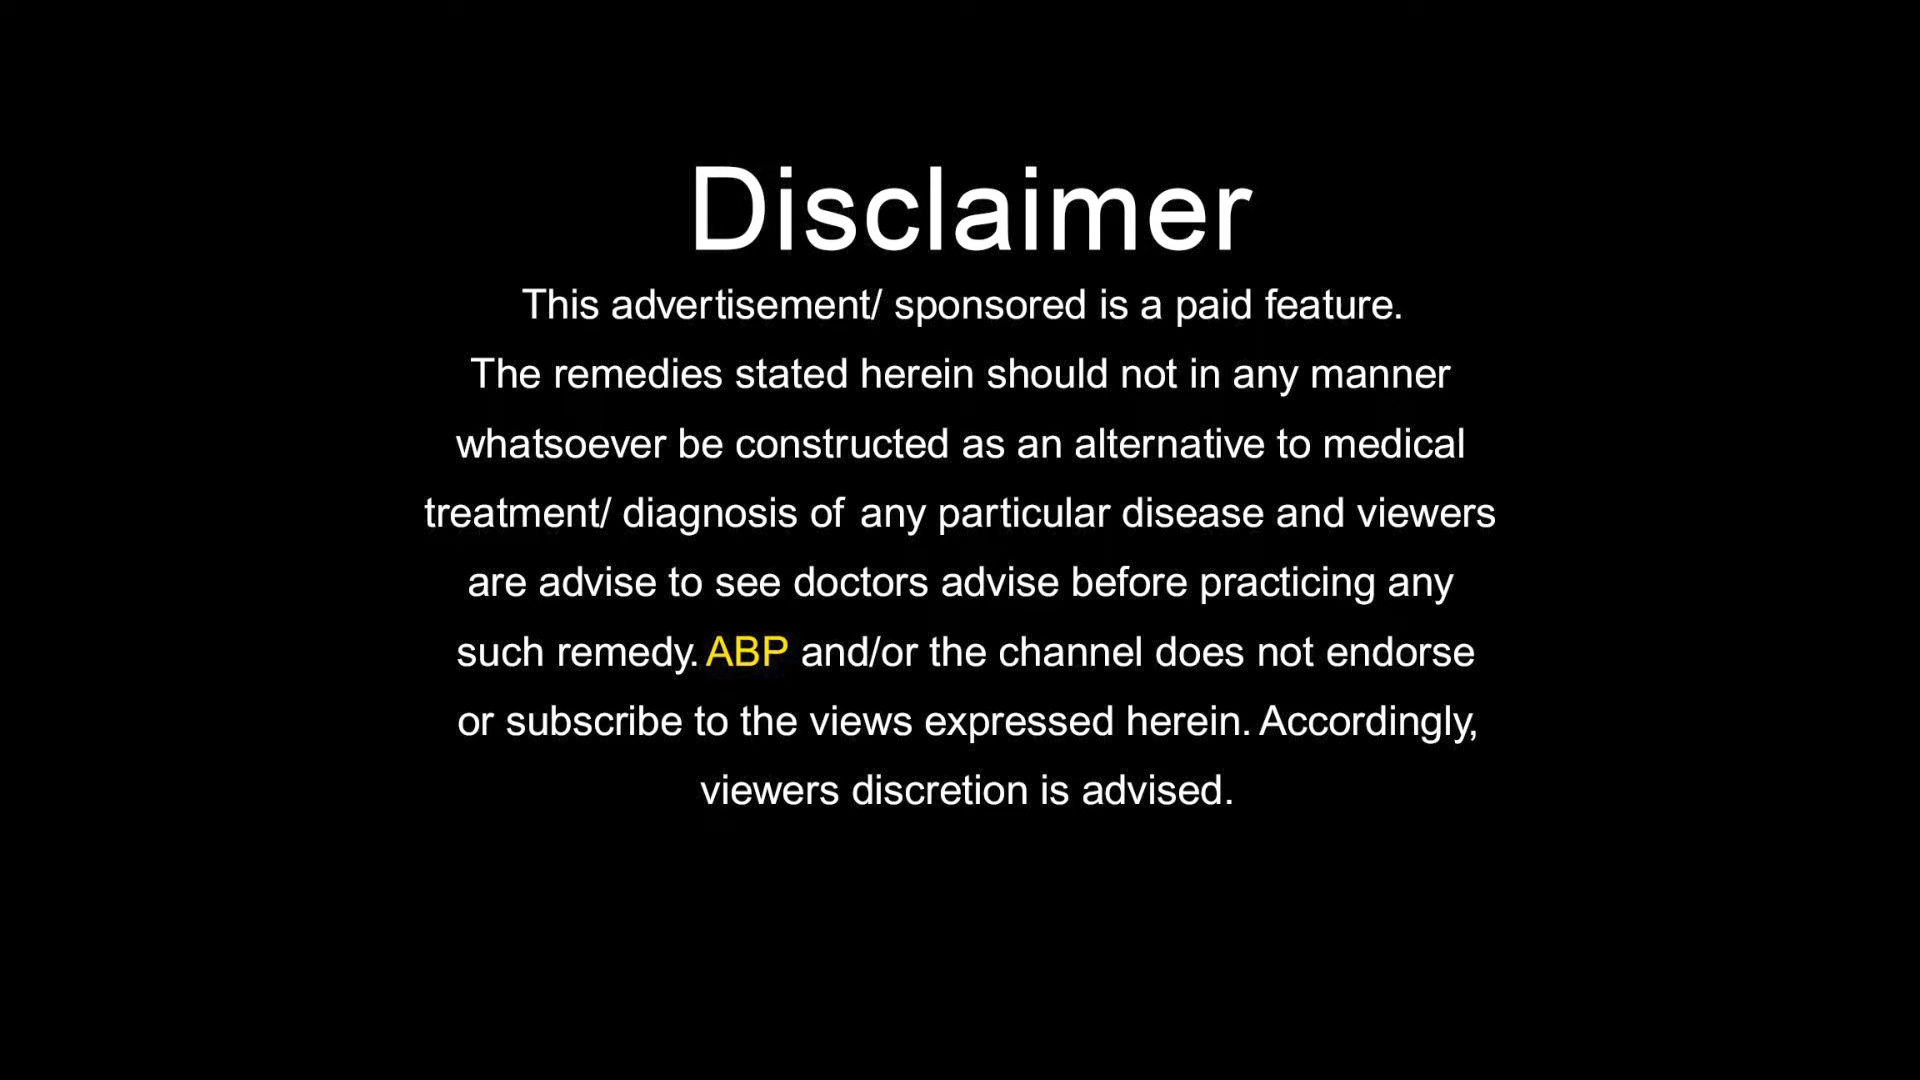 Disclaimer
This advertisement/ sponsored is a paid feature.
The remedies stated herein should not in any manner
whatsoever be constructed as an alternative to medical
treatment/ diagnosis of any particular disease and viewers
are advise to see doctors advise before practicing any
such remedy. ABP and/or the channel does not endorse
or subscribe to the views expressed herein. Accordingly,
viewers discretion is advised.